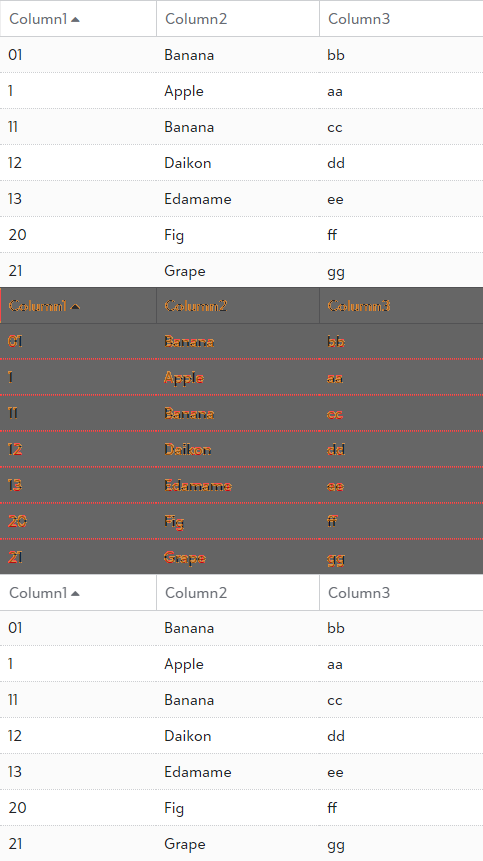 Column1 Column2 Column3
01 Banana bb
1 Apple aa
11 Banana cc
12 Daikon dd
13 Edamame ee
20 Fig ff
21 Grape gg
Column1 Column2 Column3
01 Banana bb
1 Apple aa
11 Banana cc
12 Daikon dd
13 Edamame ee
20 Fig ff
21 Grape gg
Column1 Column2 Column3
01 Banana bb
1 Apple aa
11 Banana cc
12 Daikon dd
13 Edamame ee
20 Fig ff
21 Grape gg